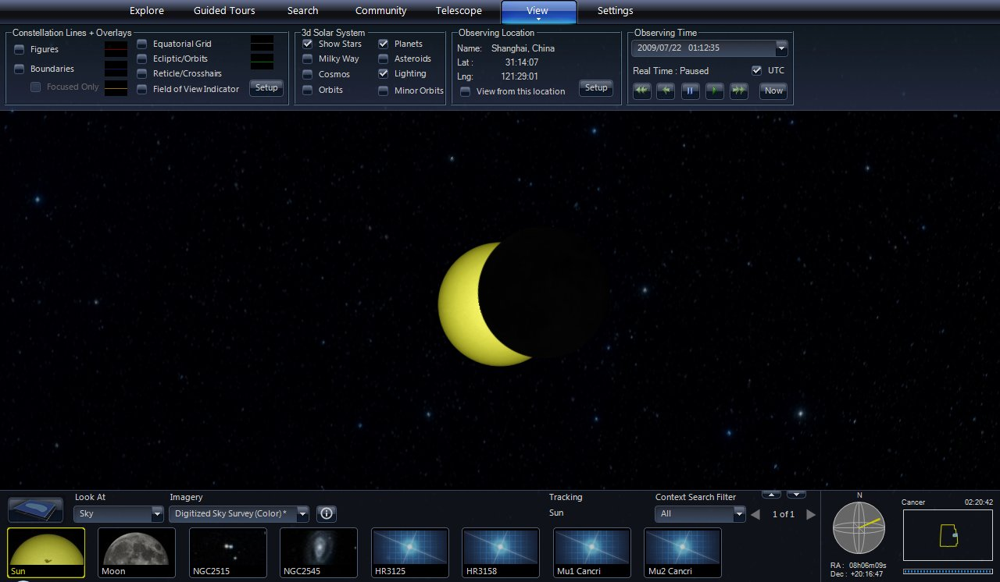 Explore Guided Tours Search Community Telescope View Settings
Constellation Lines + Overlays
Figures
Boundaries
Focused Only
Equatorial Grid
Ecliptic/Orbits
Reticle/Crosshairs
Field of View Indicator
Setup
3d Solar System
Show Stars
Milky Way
Cosmos
Orbits
Planets
Asteroids
Lighting
Minor Orbits
Observing Location
Name: Shanghai, China
Lat : 31:14:07
Lng: 121:29:01
View from this location
Setup
Observing Time
2009/07/22 01:12:35
Real Time : Paused
UTC
Now
Look At
Sky
Imagery
Digitized Sky Survey (Color) *
Tracking
Sun
Context Search Filter
All
1 of 1
Sun
Moon
NGC2515
NGC2545
HR3125
HR3158
Mu1 Cancri
Mu2 Cancri
N
RA : 08h06m09s
Dec : +20:16:47
Cancer 02:20:42